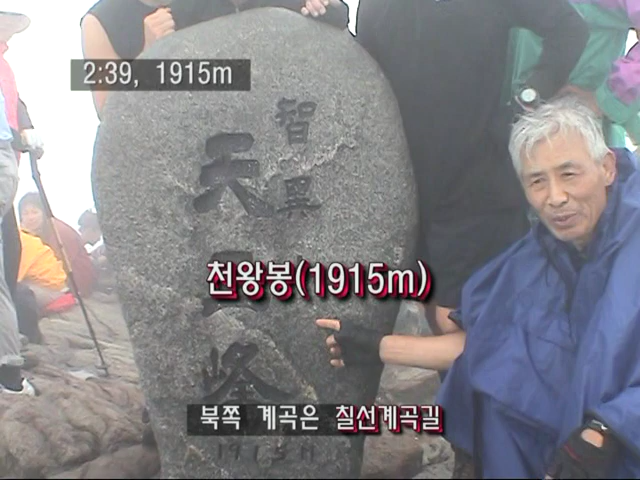 2:39, 1915m
智異
天
천왕봉(1915m)
峰
북쪽 계곡은 칠선계곡길
1915M